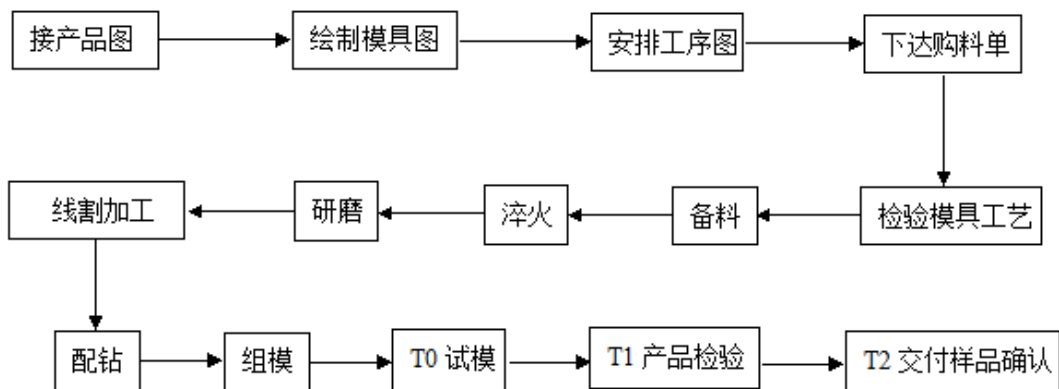 接产品图
绘制模具图
安排工序图
下达购料单
检验模具工艺
备料
淬火
研磨
线割加工
配钻
组模
T0 试模
T1 产品检验
T2 交付样品确认